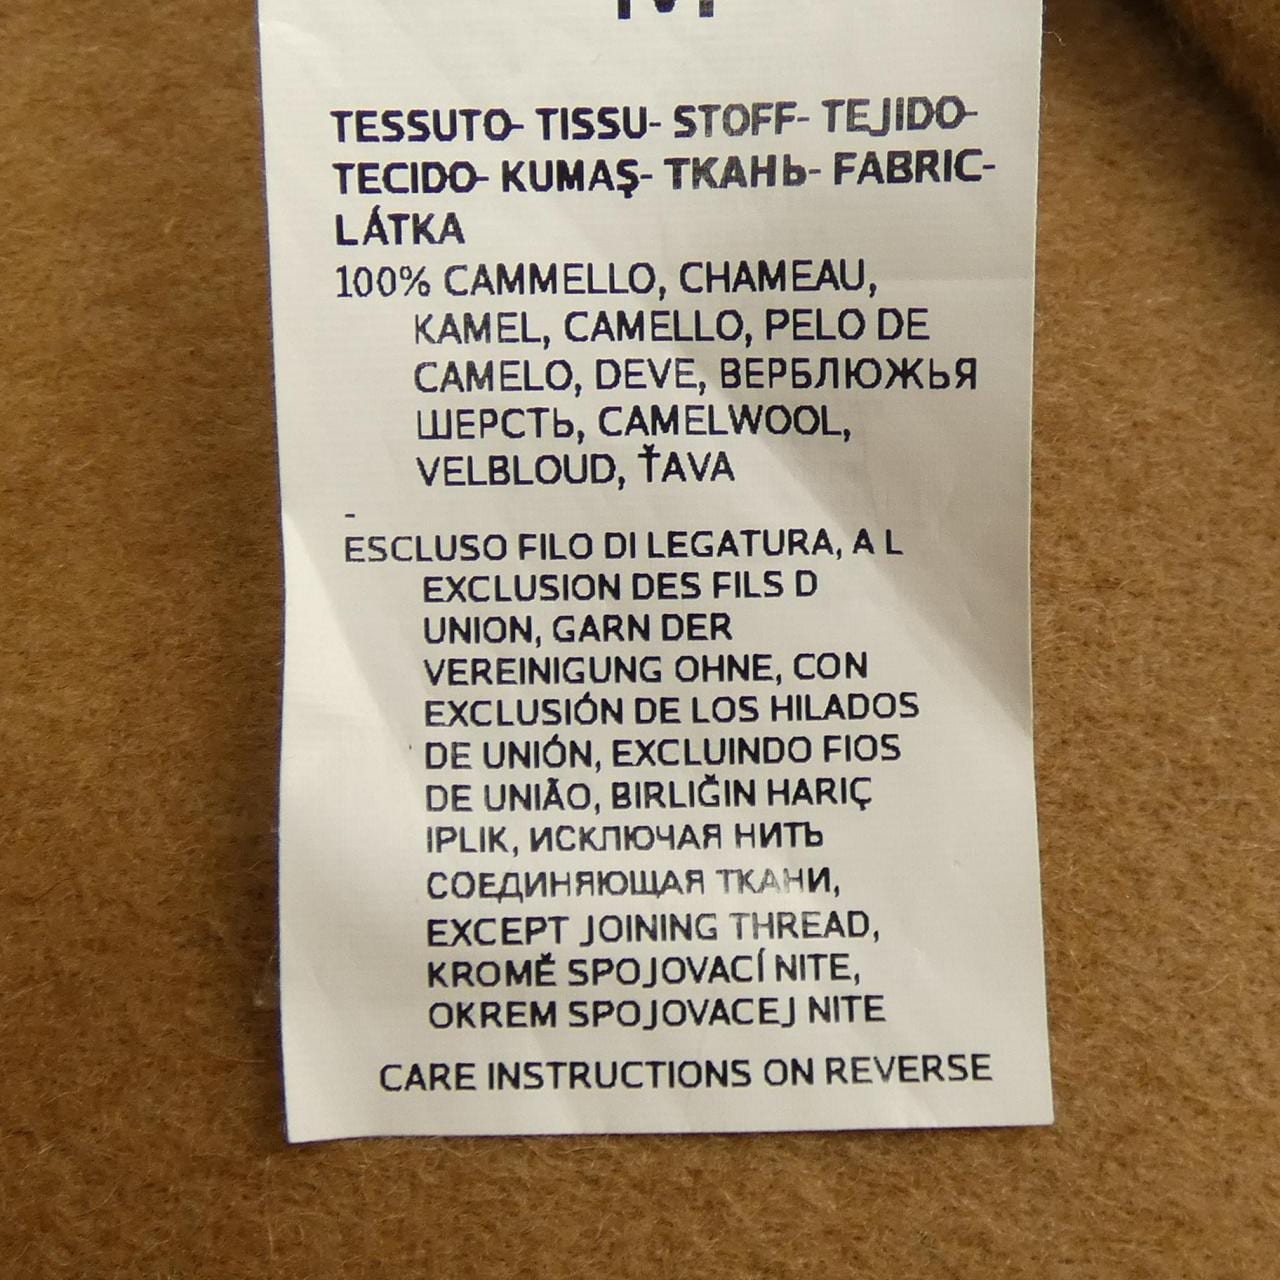 TESSUTO- TISSU- STOFF- TEJIDO-
TECIDO- KUMAŞ- ТКАНЬ- FABRIC-
LÁTKA
100% CAMMELLO, CHAMEAU,
KAMEL, CAMELLO, PELO DE
CAMELO, DEVE, ВЕРБЛЮЖЬЯ
ШЕРСТЬ, CAMELWOOL,
VELBLOUD, ŤAVA
-
ESCLUSO FILO DI LEGATURA, A L
EXCLUSION DES FILS D
UNION, GARN DER
VEREINIGUNG OHNE, CON
EXCLUSIÓN DE LOS HILADOS
DE UNIÓN, EXCLUINDO FIOS
DE UNIÃO, BIRLIĞIN HARIÇ
IPLIK, ИСКЛЮЧАЯ НИТЬ
СОЕДИНЯЮЩАЯ ТКАНИ,
EXCEPT JOINING THREAD,
KROMĚ SPOJOVACÍ NITE,
OKREM SPOJOVACEJ NITE
CARE INSTRUCTIONS ON REVERSE